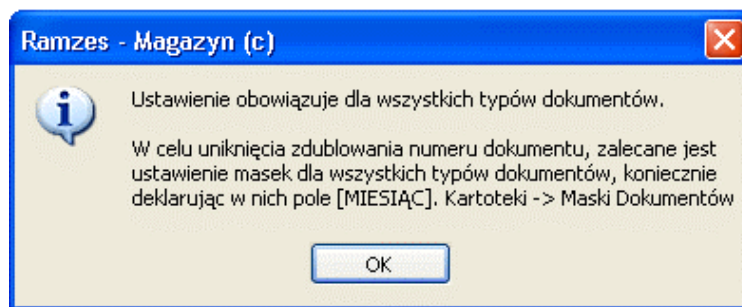 Ramzes - Magazyn (c)
Ustawienie obowiązuje dla wszystkich typów dokumentów.
W celu uniknięcia zdublowania numeru dokumentu, zalecane jest
ustawienie masek dla wszystkich typów dokumentów, koniecznie
deklarując w nich pole [MIESIĄC]. Kartoteki -> Maski Dokumentów
OK